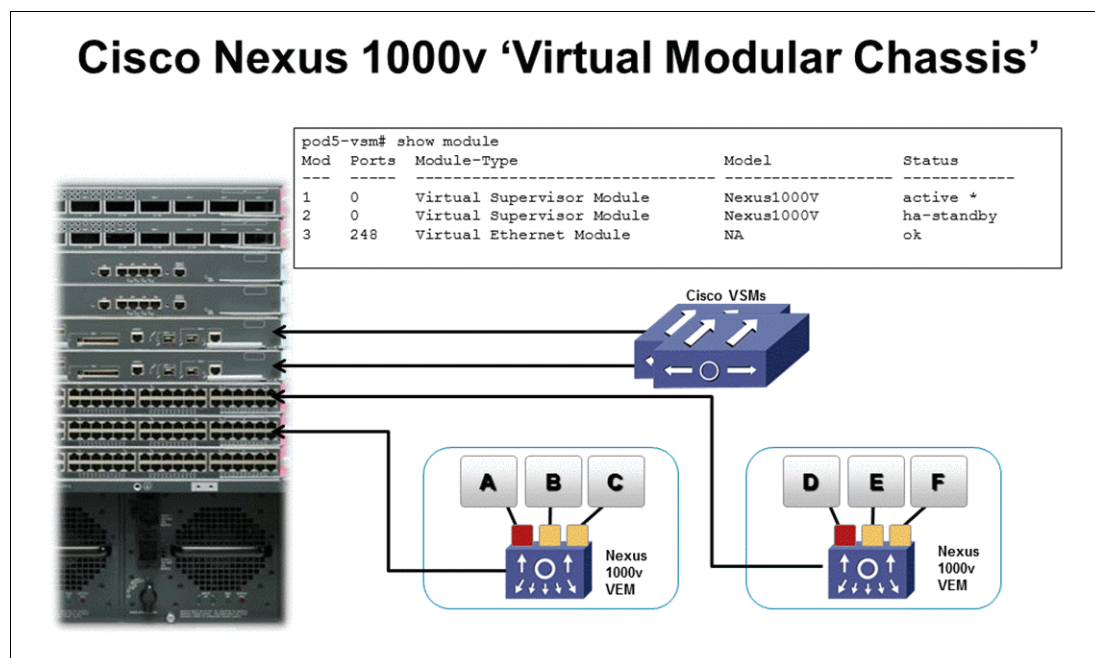 Cisco Nexus 1000v ‘Virtual Modular Chassis’
pod5-vsm# show module
Mod Ports Module-Type Model Status
--- ----- -------------------------------- ------------------ ------------
1 0 Virtual Supervisor Module Nexus1000V active *
2 0 Virtual Supervisor Module Nexus1000V ha-standby
3 248 Virtual Ethernet Module NA ok
Cisco VSMs
A B C
Nexus
1000v
VEM
D E F
Nexus
1000v
VEM